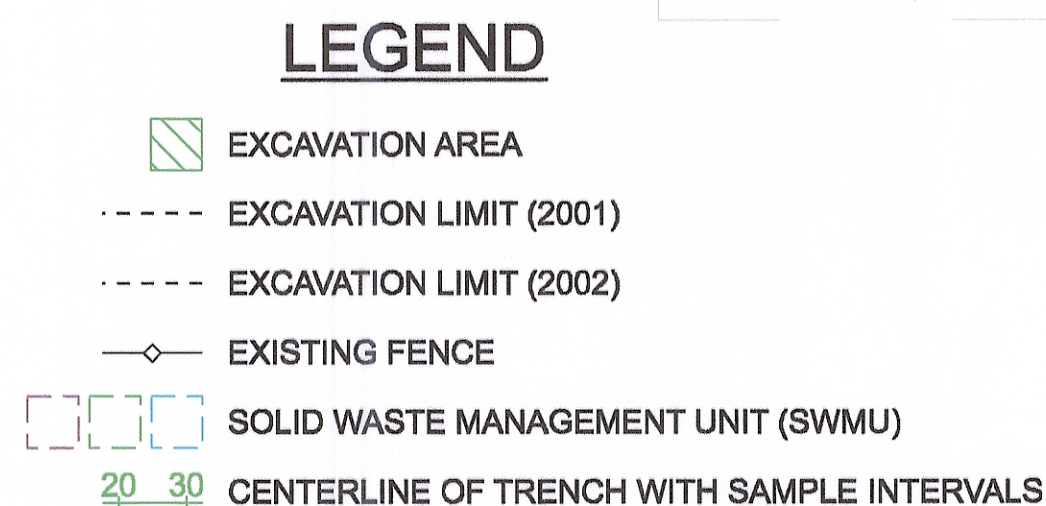 LEGEND
EXCAVATION AREA
EXCAVATION LIMIT (2001)
EXCAVATION LIMIT (2002)
EXISTING FENCE
SOLID WASTE MANAGEMENT UNIT (SWMU)
20 30 CENTERLINE OF TRENCH WITH SAMPLE INTERVALS